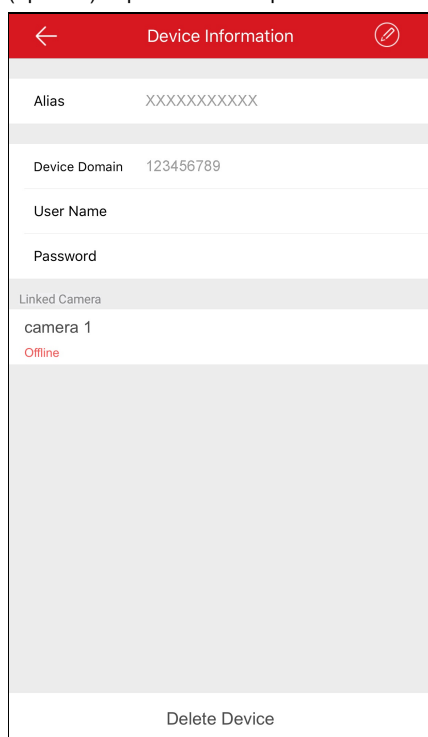 Device Information
Alias XXXXXXXXXXX
Device Domain 123456789
User Name
Password
Linked Camera
camera 1
Offline
Delete Device